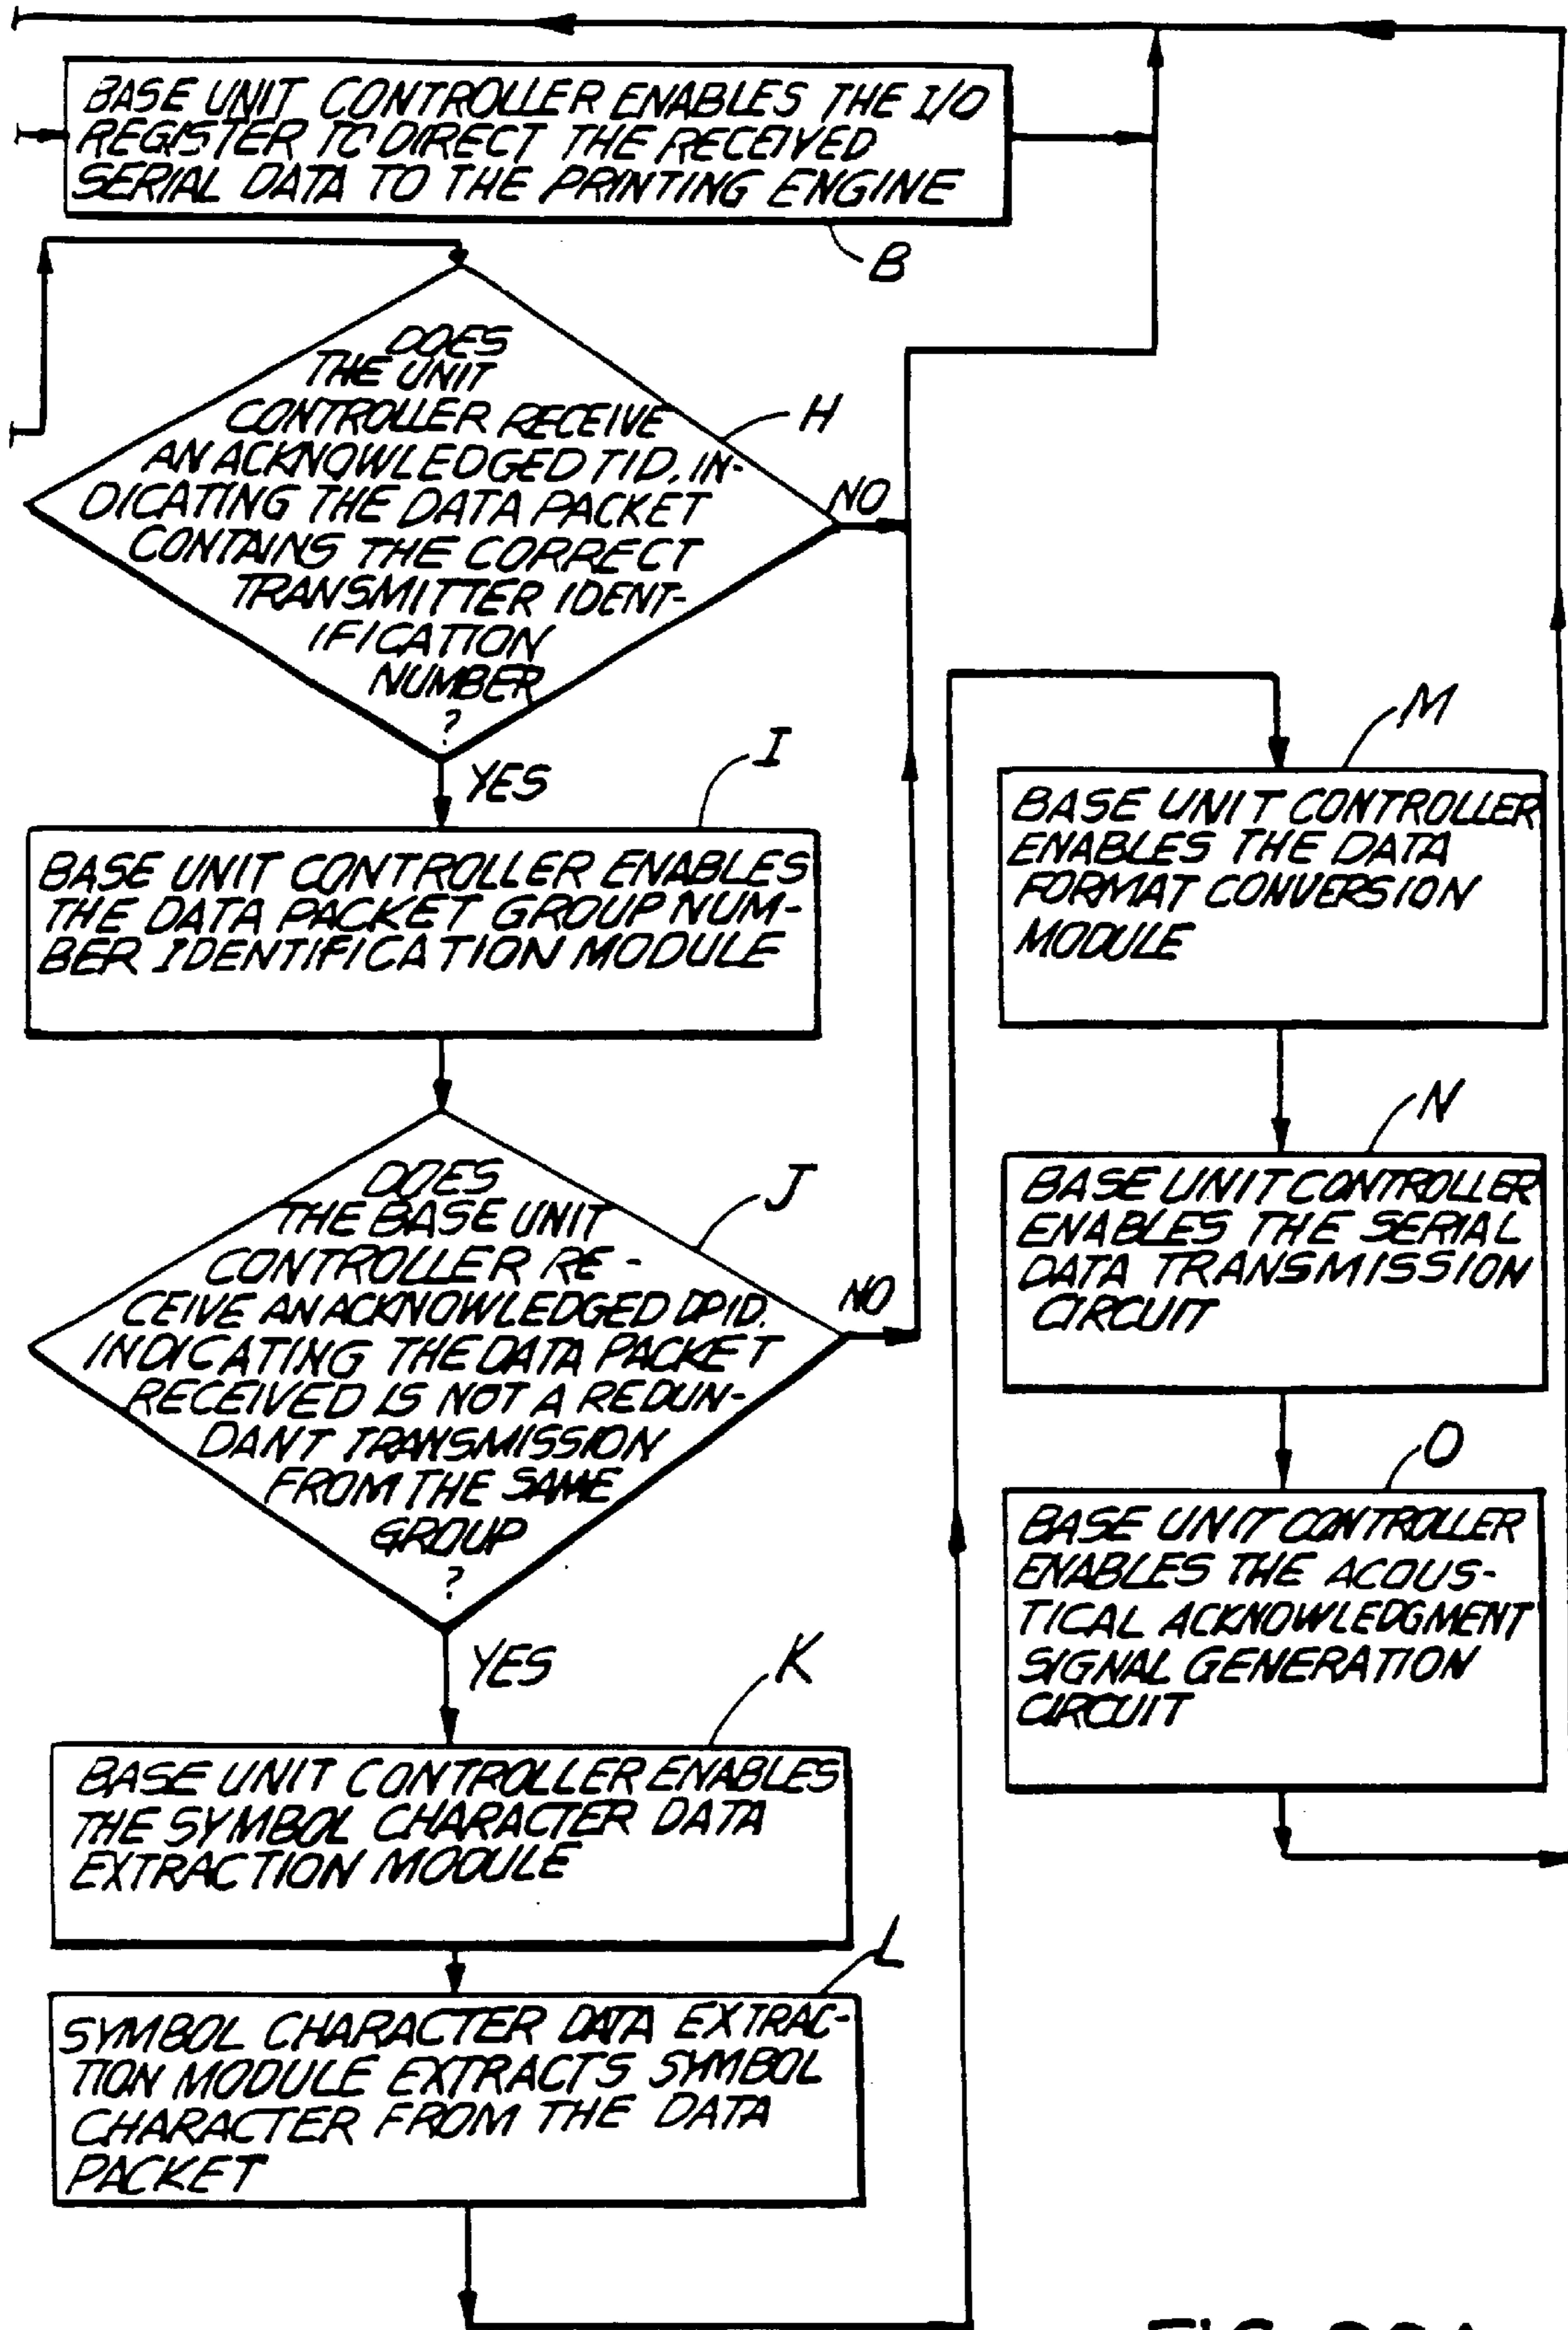 BASE UNIT CONTROLLER ENABLES THE I/O
REGISTER TO DIRECT THE RECEIVED
SERIAL DATA TO THE PRINTING ENGINE
B
DOES
THE UNIT
CONTROLLER RECEIVE
AN ACKNOWLEDGED TID, IN-
DICATING THE DATA PACKET
CONTAINS THE CORRECT
TRANSMITTER IDENT-
IFICATION
NUMBER
?
H
NO
YES
I
BASE UNIT CONTROLLER ENABLES
THE DATA PACKET GROUP NUM-
BER IDENTIFICATION MODULE
DOES
THE BASE UNIT
CONTROLLER RE-
CEIVE AN ACKNOWLEDGED DPID.
INDICATING THE DATA PACKET
RECEIVED IS NOT A REDUN-
DANT TRANSMISSION
FROM THE SAME
GROUP
?
J
NO
YES
K
BASE UNIT CONTROLLER ENABLES
THE SYMBOL CHARACTER DATA
EXTRACTION MODULE
L
SYMBOL CHARACTER DATA EXTRAC-
TION MODULE EXTRACTS SYMBOL
CHARACTER FROM THE DATA
PACKET
M
BASE UNIT CONTROLLER
ENABLES THE DATA
FORMAT CONVERSION
MODULE
N
BASE UNIT CONTROLLER
ENABLES THE SERIAL
DATA TRANSMISSION
CIRCUIT
O
BASE UNIT CONTROLLER
ENABLES THE ACOUS-
TICAL ACKNOWLEDGMENT
SIGNAL GENERATION
CIRCUIT